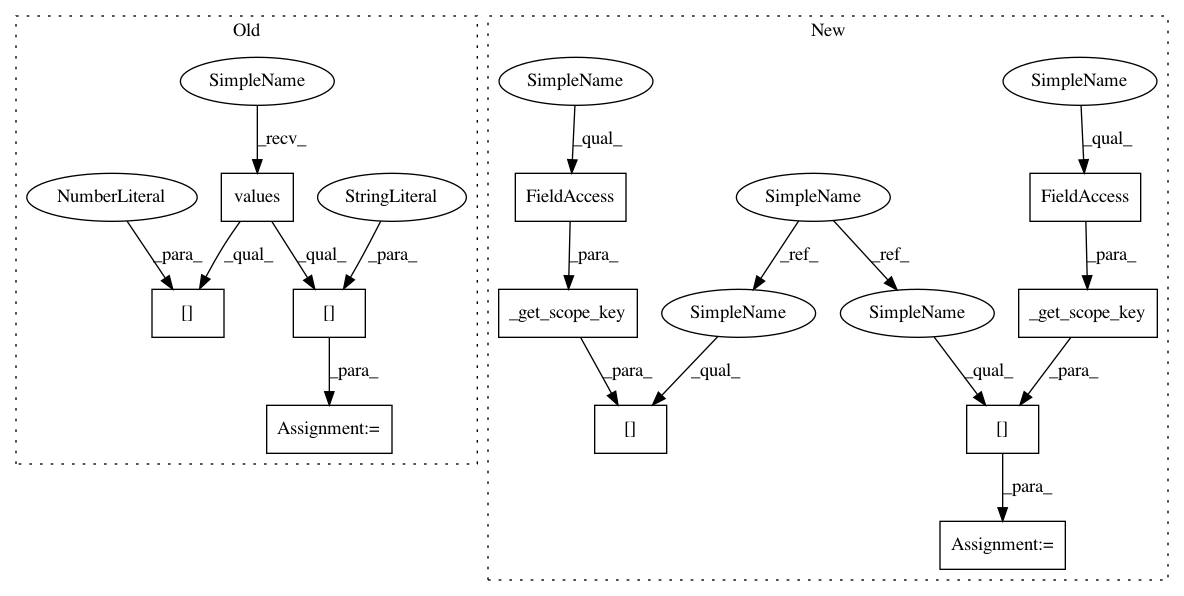 Old
New
SimpleName
SimpleName
SimpleName
_recv_
_qual_
_qual_
NumberLiteral
values
StringLiteral
FieldAccess
SimpleName
FieldAccess
_para_
_qual_
_qual_
_para_
_para_
_ref_
_ref_
_para_
[]
[]
_get_scope_key
SimpleName
SimpleName
_get_scope_key
_para_
_para_
_qual_
_qual_
_para_
Assignment:=
[]
[]
_para_
Assignment:=